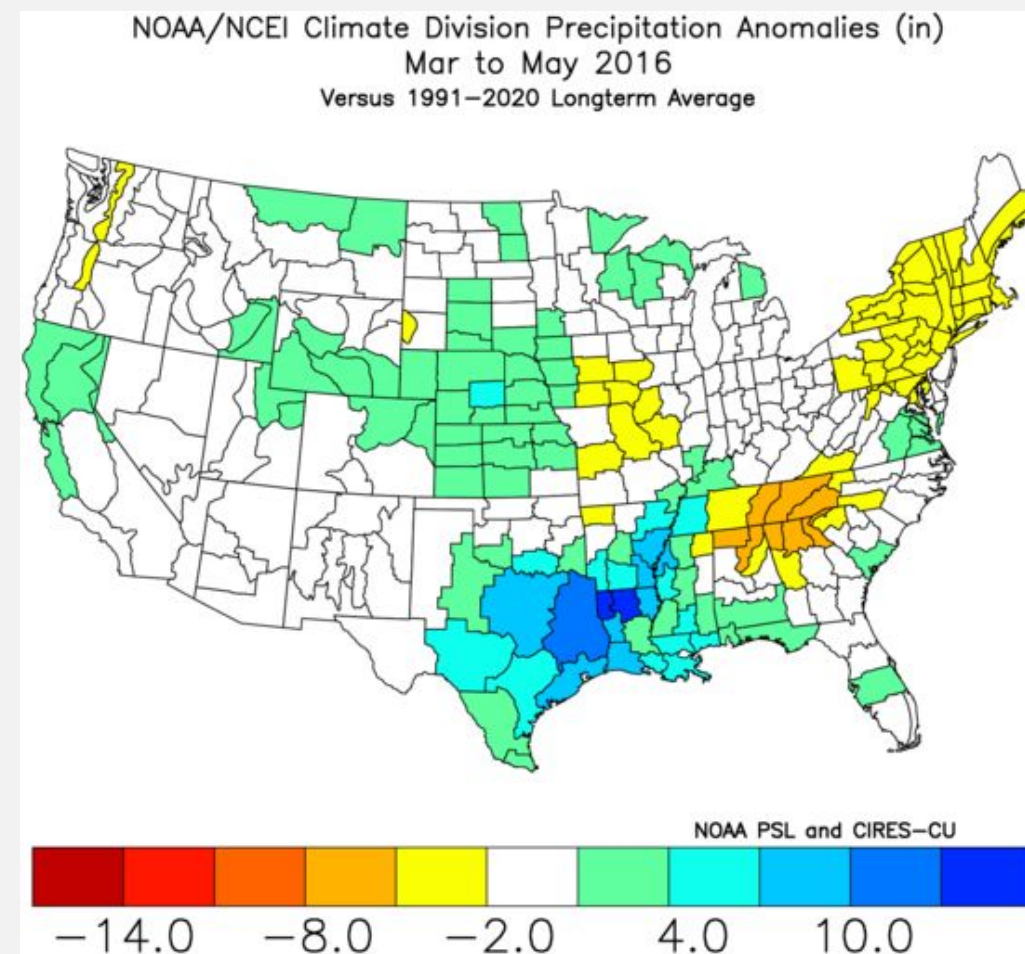 NOAA/NCEI Climate Division Precipitation Anomalies (in)
Mar to May 2016
Versus 1991-2020 Longterm Average
NOAA PSL and CIRES-CU
-14.0 -8.0 -2.0 4.0 10.0